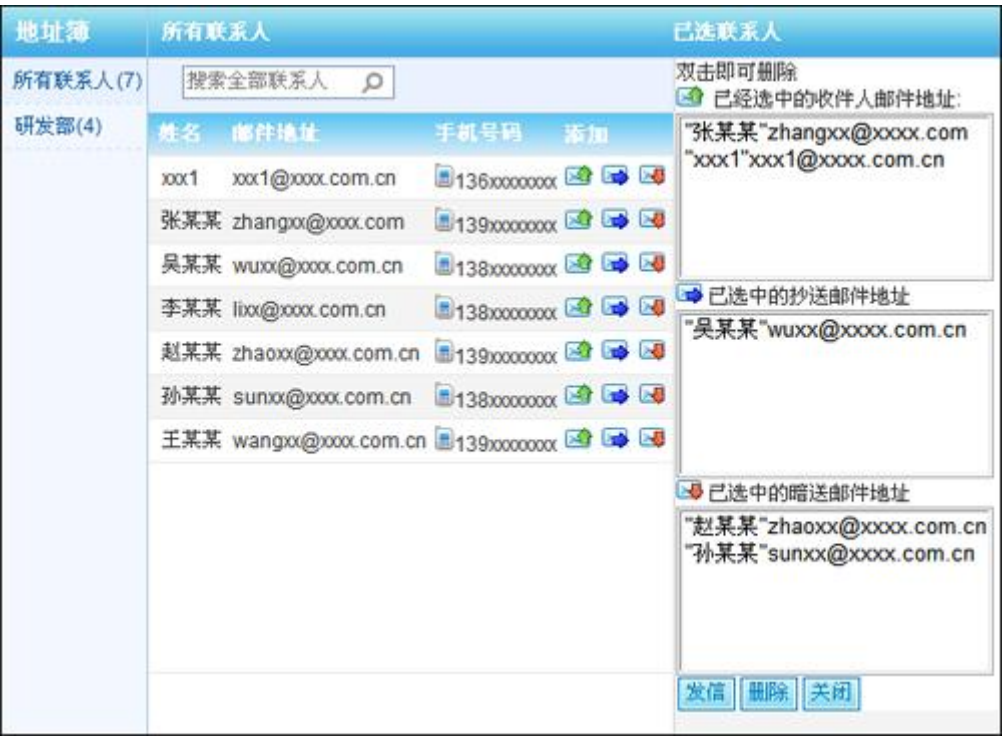 地址簿
所有联系人(7)
研发部(4)
所有联系人
搜索全部联系人
姓名 邮件地址 手机号码 添加
xxx1 xxx1@xxxx.com.cn 136xxxxxxxx
张某某 zhangxx@xxxx.com 139xxxxxxxx
吴某某 wuxx@xxxx.com.cn 138xxxxxxxx
李某某 lixx@xxxx.com.cn 138xxxxxxxx
赵某某 zhaoxx@xxxx.com.cn 139xxxxxxxx
孙某某 sunxx@xxxx.com.cn 138xxxxxxxx
王某某 wangxx@xxxx.com.cn 139xxxxxxxx
已选联系人
双击即可删除
已经选中的收件人邮件地址:
"张某某"zhangxx@xxxx.com
"xxx1"xxx1@xxxx.com.cn
已选中的抄送邮件地址
"吴某某"wuxx@xxxx.com.cn
已选中的暗送邮件地址
"赵某某"zhaoxx@xxxx.com.cn
"孙某某"sunxx@xxxx.com.cn
发信 删除 关闭